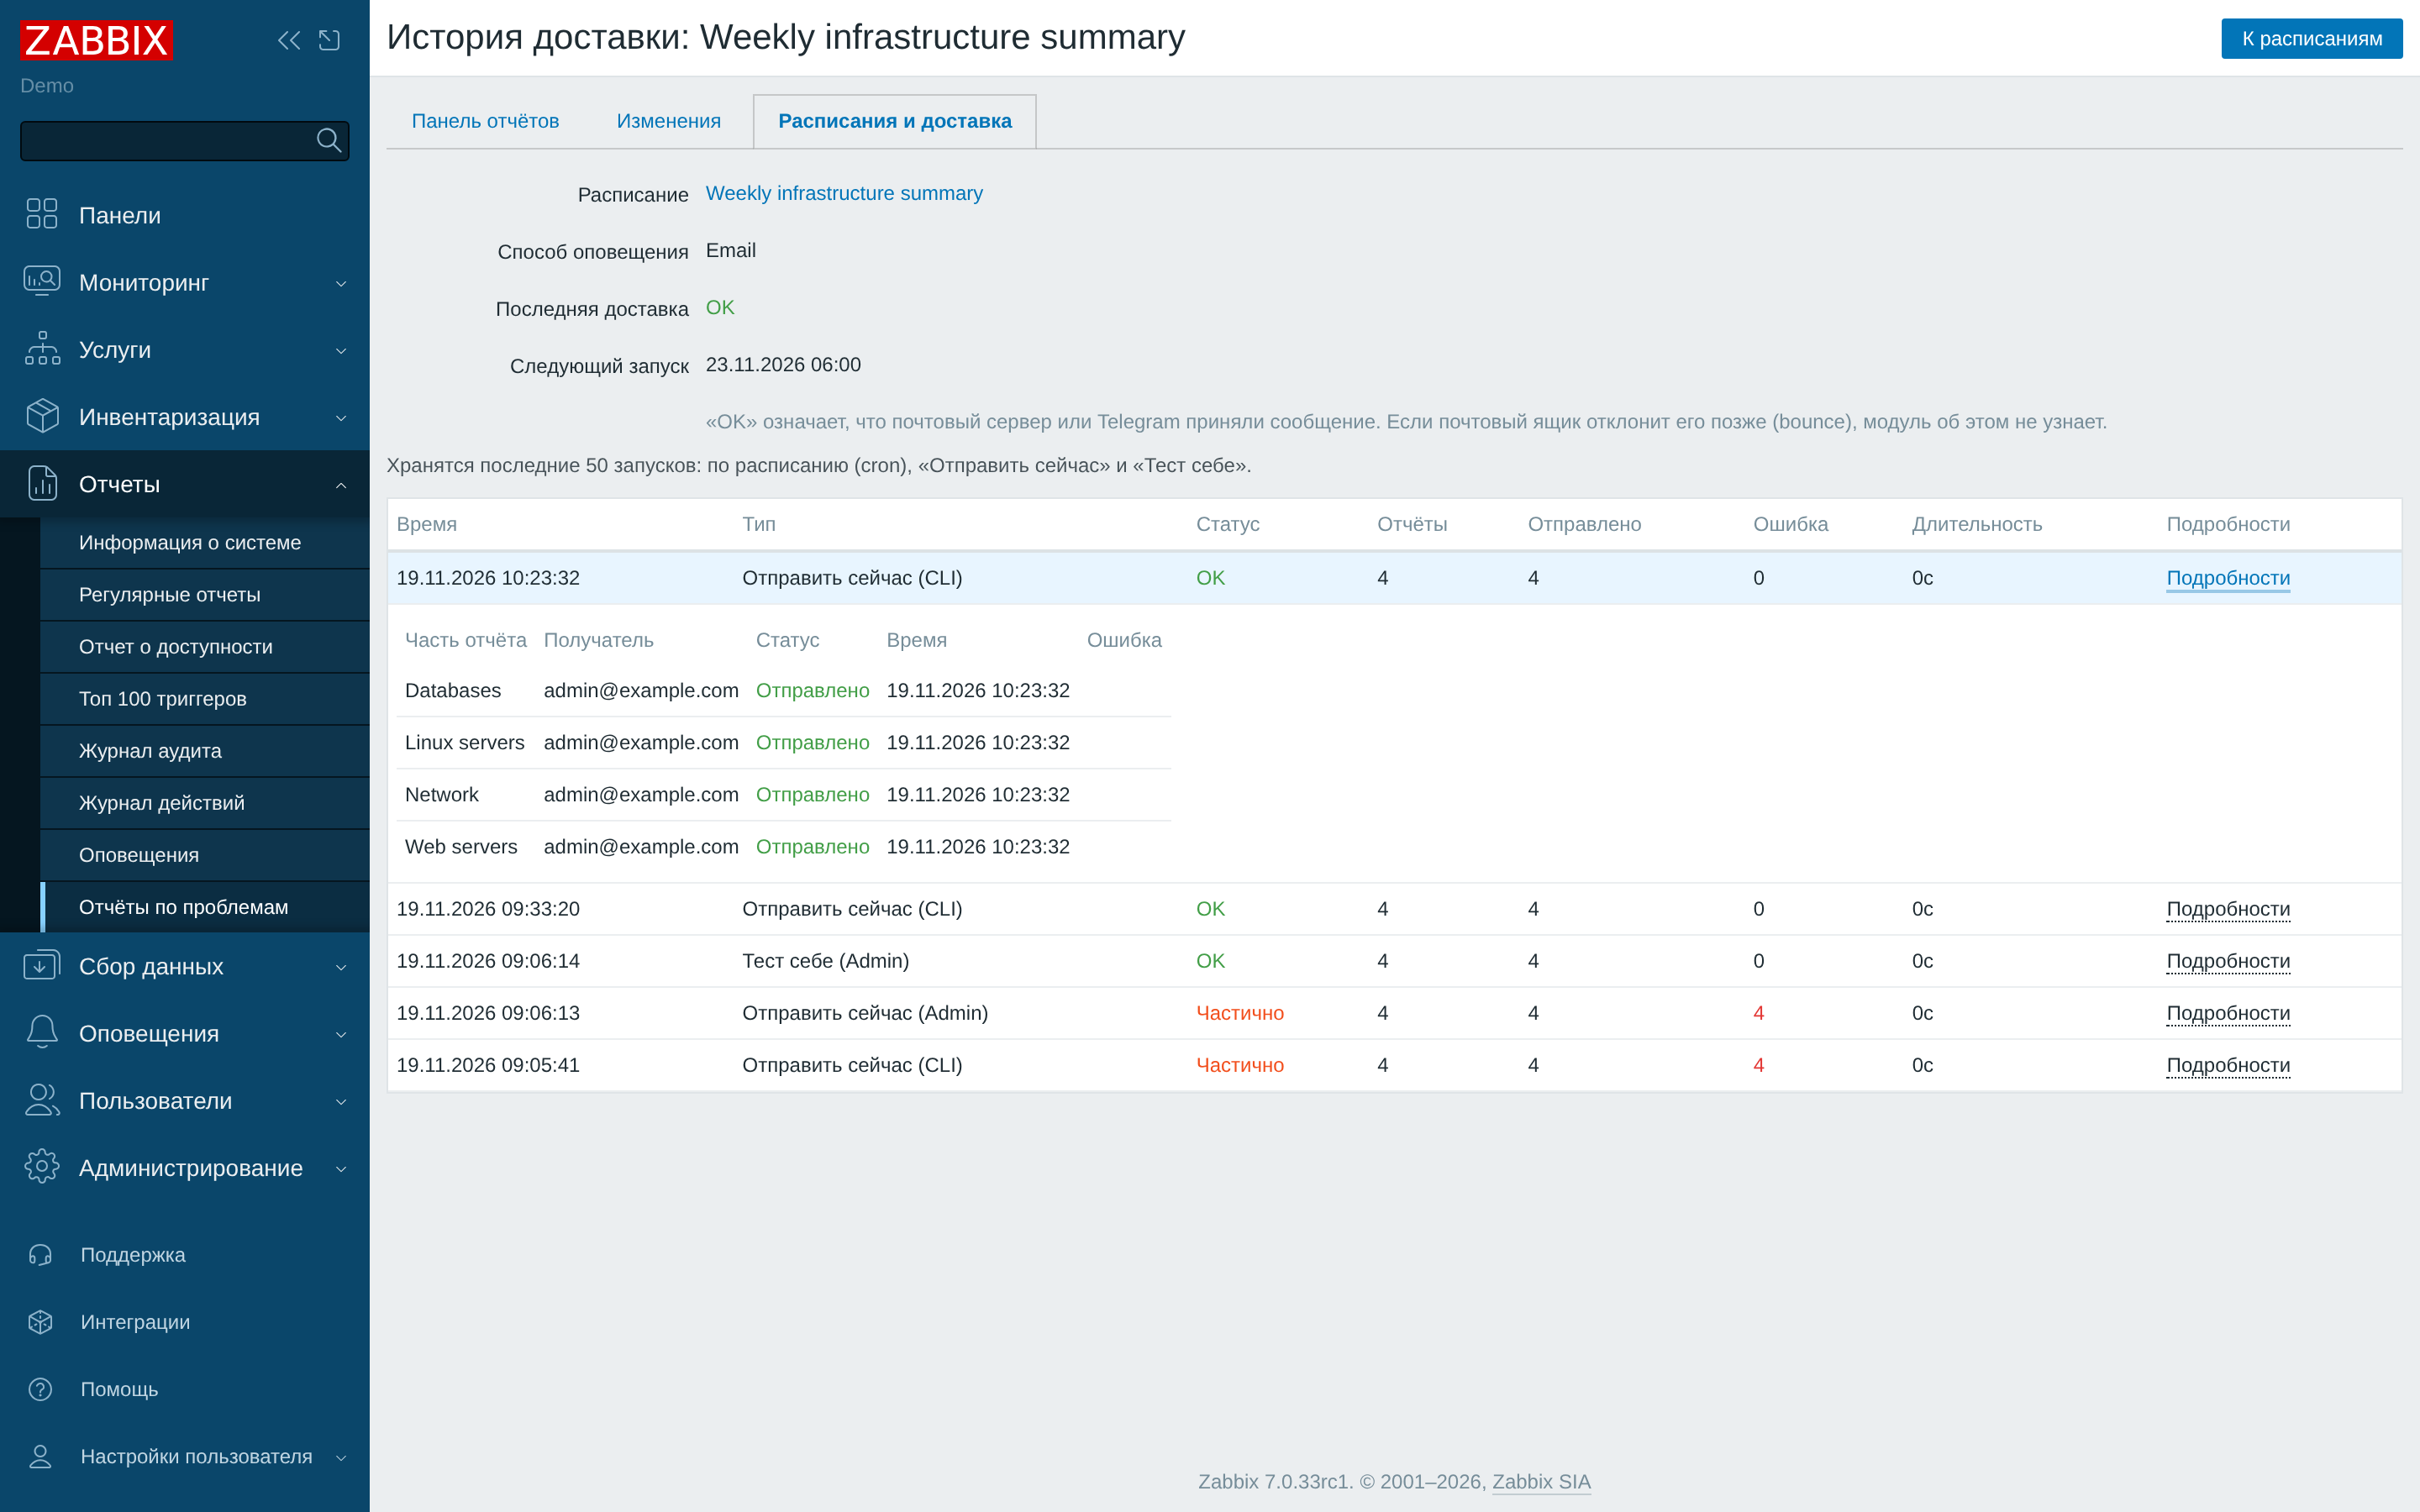 ZABBIX
Demo
Панели
Мониторинг
Услуги
Инвентаризация
Отчеты
Информация о системе
Регулярные отчеты
Отчет о доступности
Топ 100 триггеров
Журнал аудита
Журнал действий
Оповещения
Отчёты по проблемам
Сбор данных
Оповещения
Пользователи
Администрирование
Поддержка
Интеграции
Помощь
Настройки пользователя
История доставки: Weekly infrastructure summary
К расписаниям
Панель отчётов Изменения Расписания и доставка
Расписание Weekly infrastructure summary
Способ оповещения Email
Последняя доставка OK
Следующий запуск 23.11.2026 06:00
«OK» означает, что почтовый сервер или Telegram приняли сообщение. Если почтовый ящик отклонит его позже (bounce), модуль об этом не узнает.
Хранятся последние 50 запусков: по расписанию (cron), «Отправить сейчас» и «Тест себе».
Время Тип Статус Отчёты Отправлено Ошибка Длительность Подробности
19.11.2026 10:23:32 Отправить сейчас (CLI) OK 4 4 0 0с Подробности
Часть отчёта Получатель Статус Время Ошибка
Databases admin@example.com Отправлено 19.11.2026 10:23:32
Linux servers admin@example.com Отправлено 19.11.2026 10:23:32
Network admin@example.com Отправлено 19.11.2026 10:23:32
Web servers admin@example.com Отправлено 19.11.2026 10:23:32
19.11.2026 09:33:20 Отправить сейчас (CLI) OK 4 4 0 0с Подробности
19.11.2026 09:06:14 Тест себе (Admin) OK 4 4 0 0с Подробности
19.11.2026 09:06:13 Отправить сейчас (Admin) Частично 4 4 4 0с Подробности
19.11.2026 09:05:41 Отправить сейчас (CLI) Частично 4 4 4 0с Подробности
Zabbix 7.0.33rc1. © 2001–2026, Zabbix SIA